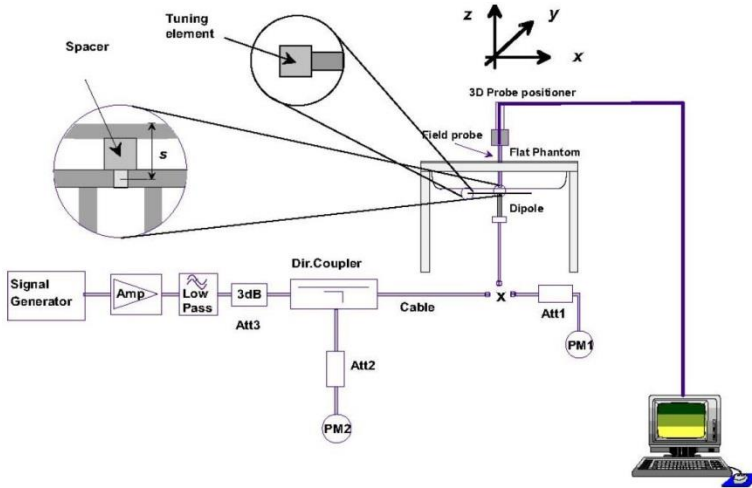 Tuning
element
Spacer
s
z
y
x
3D Probe positioner
Field probe
Flat Phantom
Dipole
Dir.Coupler
Signal
Generator
Amp
Low
Pass
3dB
Att3
Cable
x
Att1
PM1
Att2
PM2